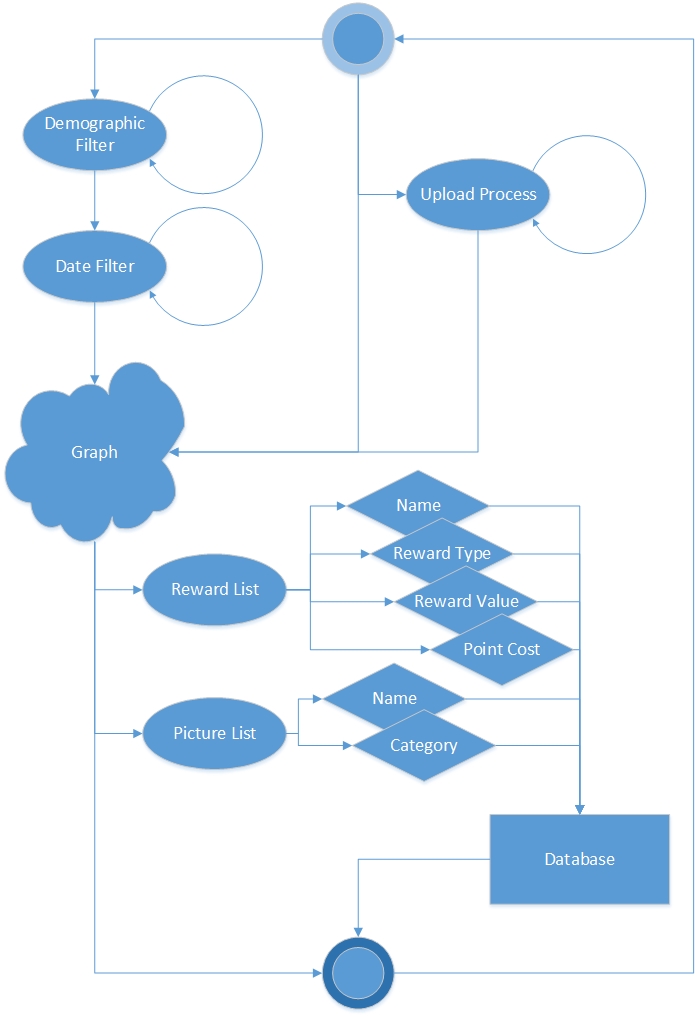 Demographic
Filter
Upload Process
Date Filter
Graph
Name
Reward Type
Reward List
Reward Value
Point Cost
Name
Picture List
Category
Database